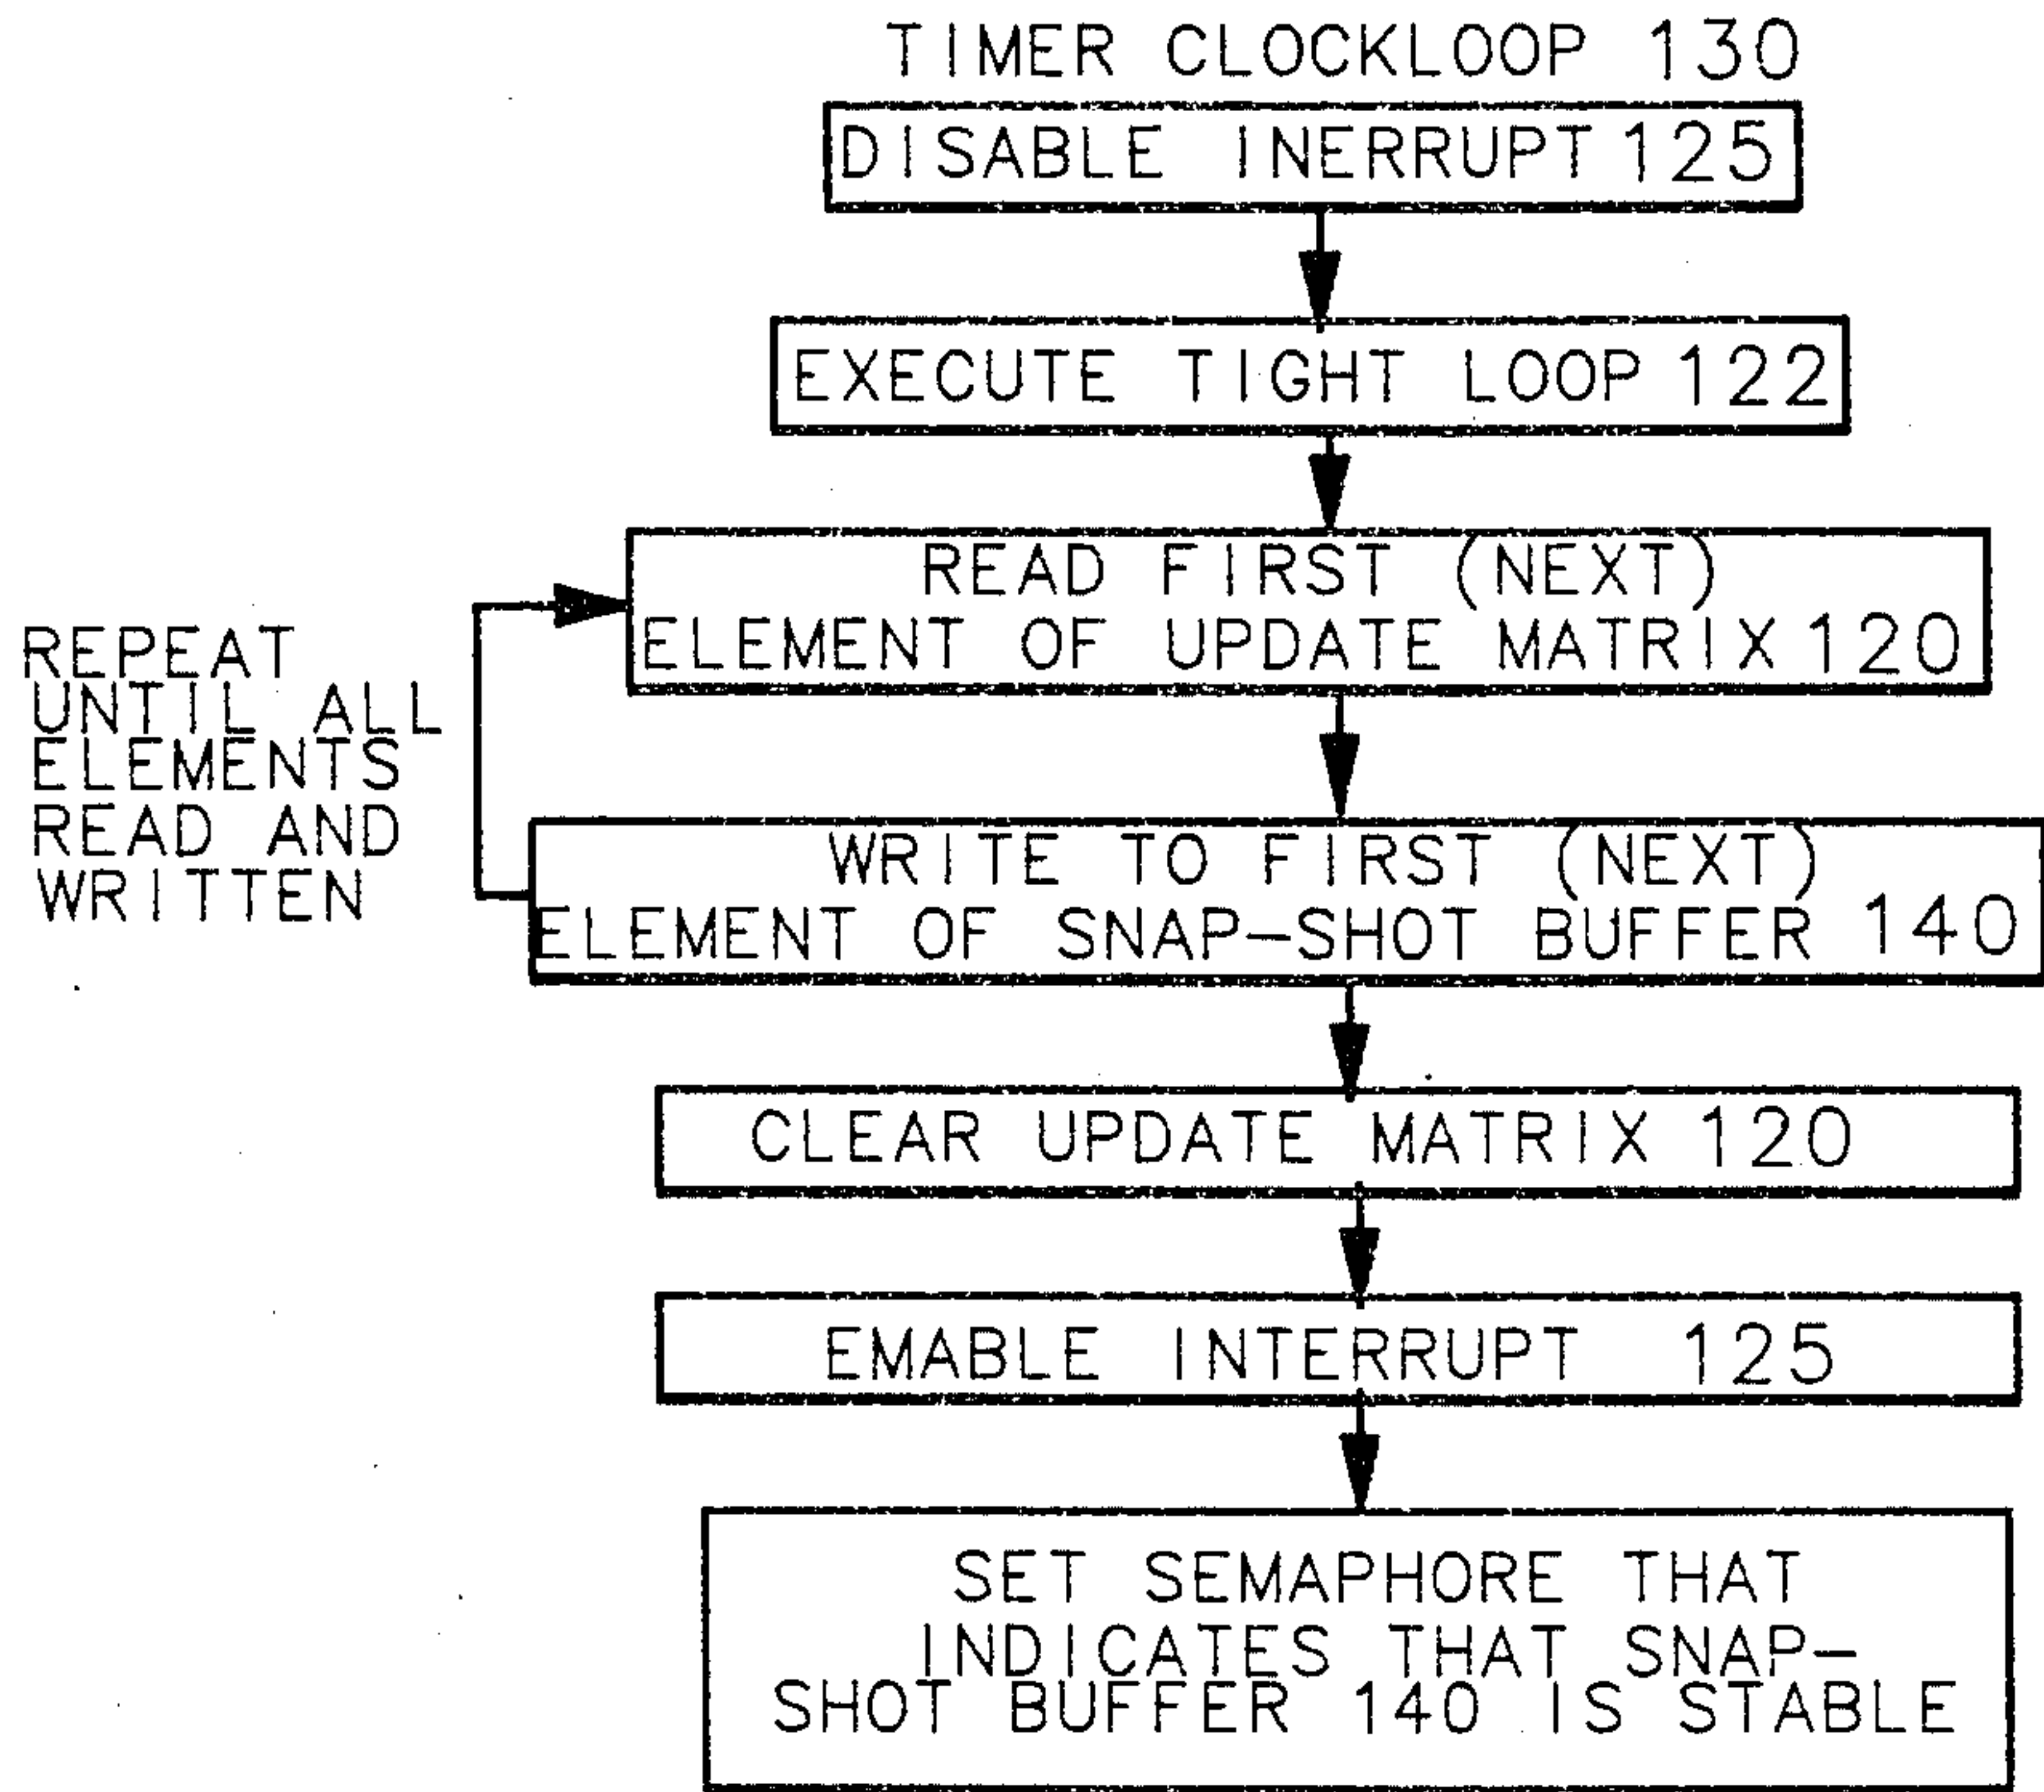 TIMER CLOCKLOOP 130
DISABLE INERRUPT 125
EXECUTE TIGHT LOOP 122
READ FIRST (NEXT)
ELEMENT OF UPDATE MATRIX 120
REPEAT
UNTIL ALL
ELEMENTS
READ AND
WRITTEN
WRITE TO FIRST (NEXT)
ELEMENT OF SNAP-SHOT BUFFER 140
CLEAR UPDATE MATRIX 120
EMABLE INTERRUPT 125
SET SEMAPHORE THAT
INDICATES THAT SNAP-
SHOT BUFFER 140 IS STABLE